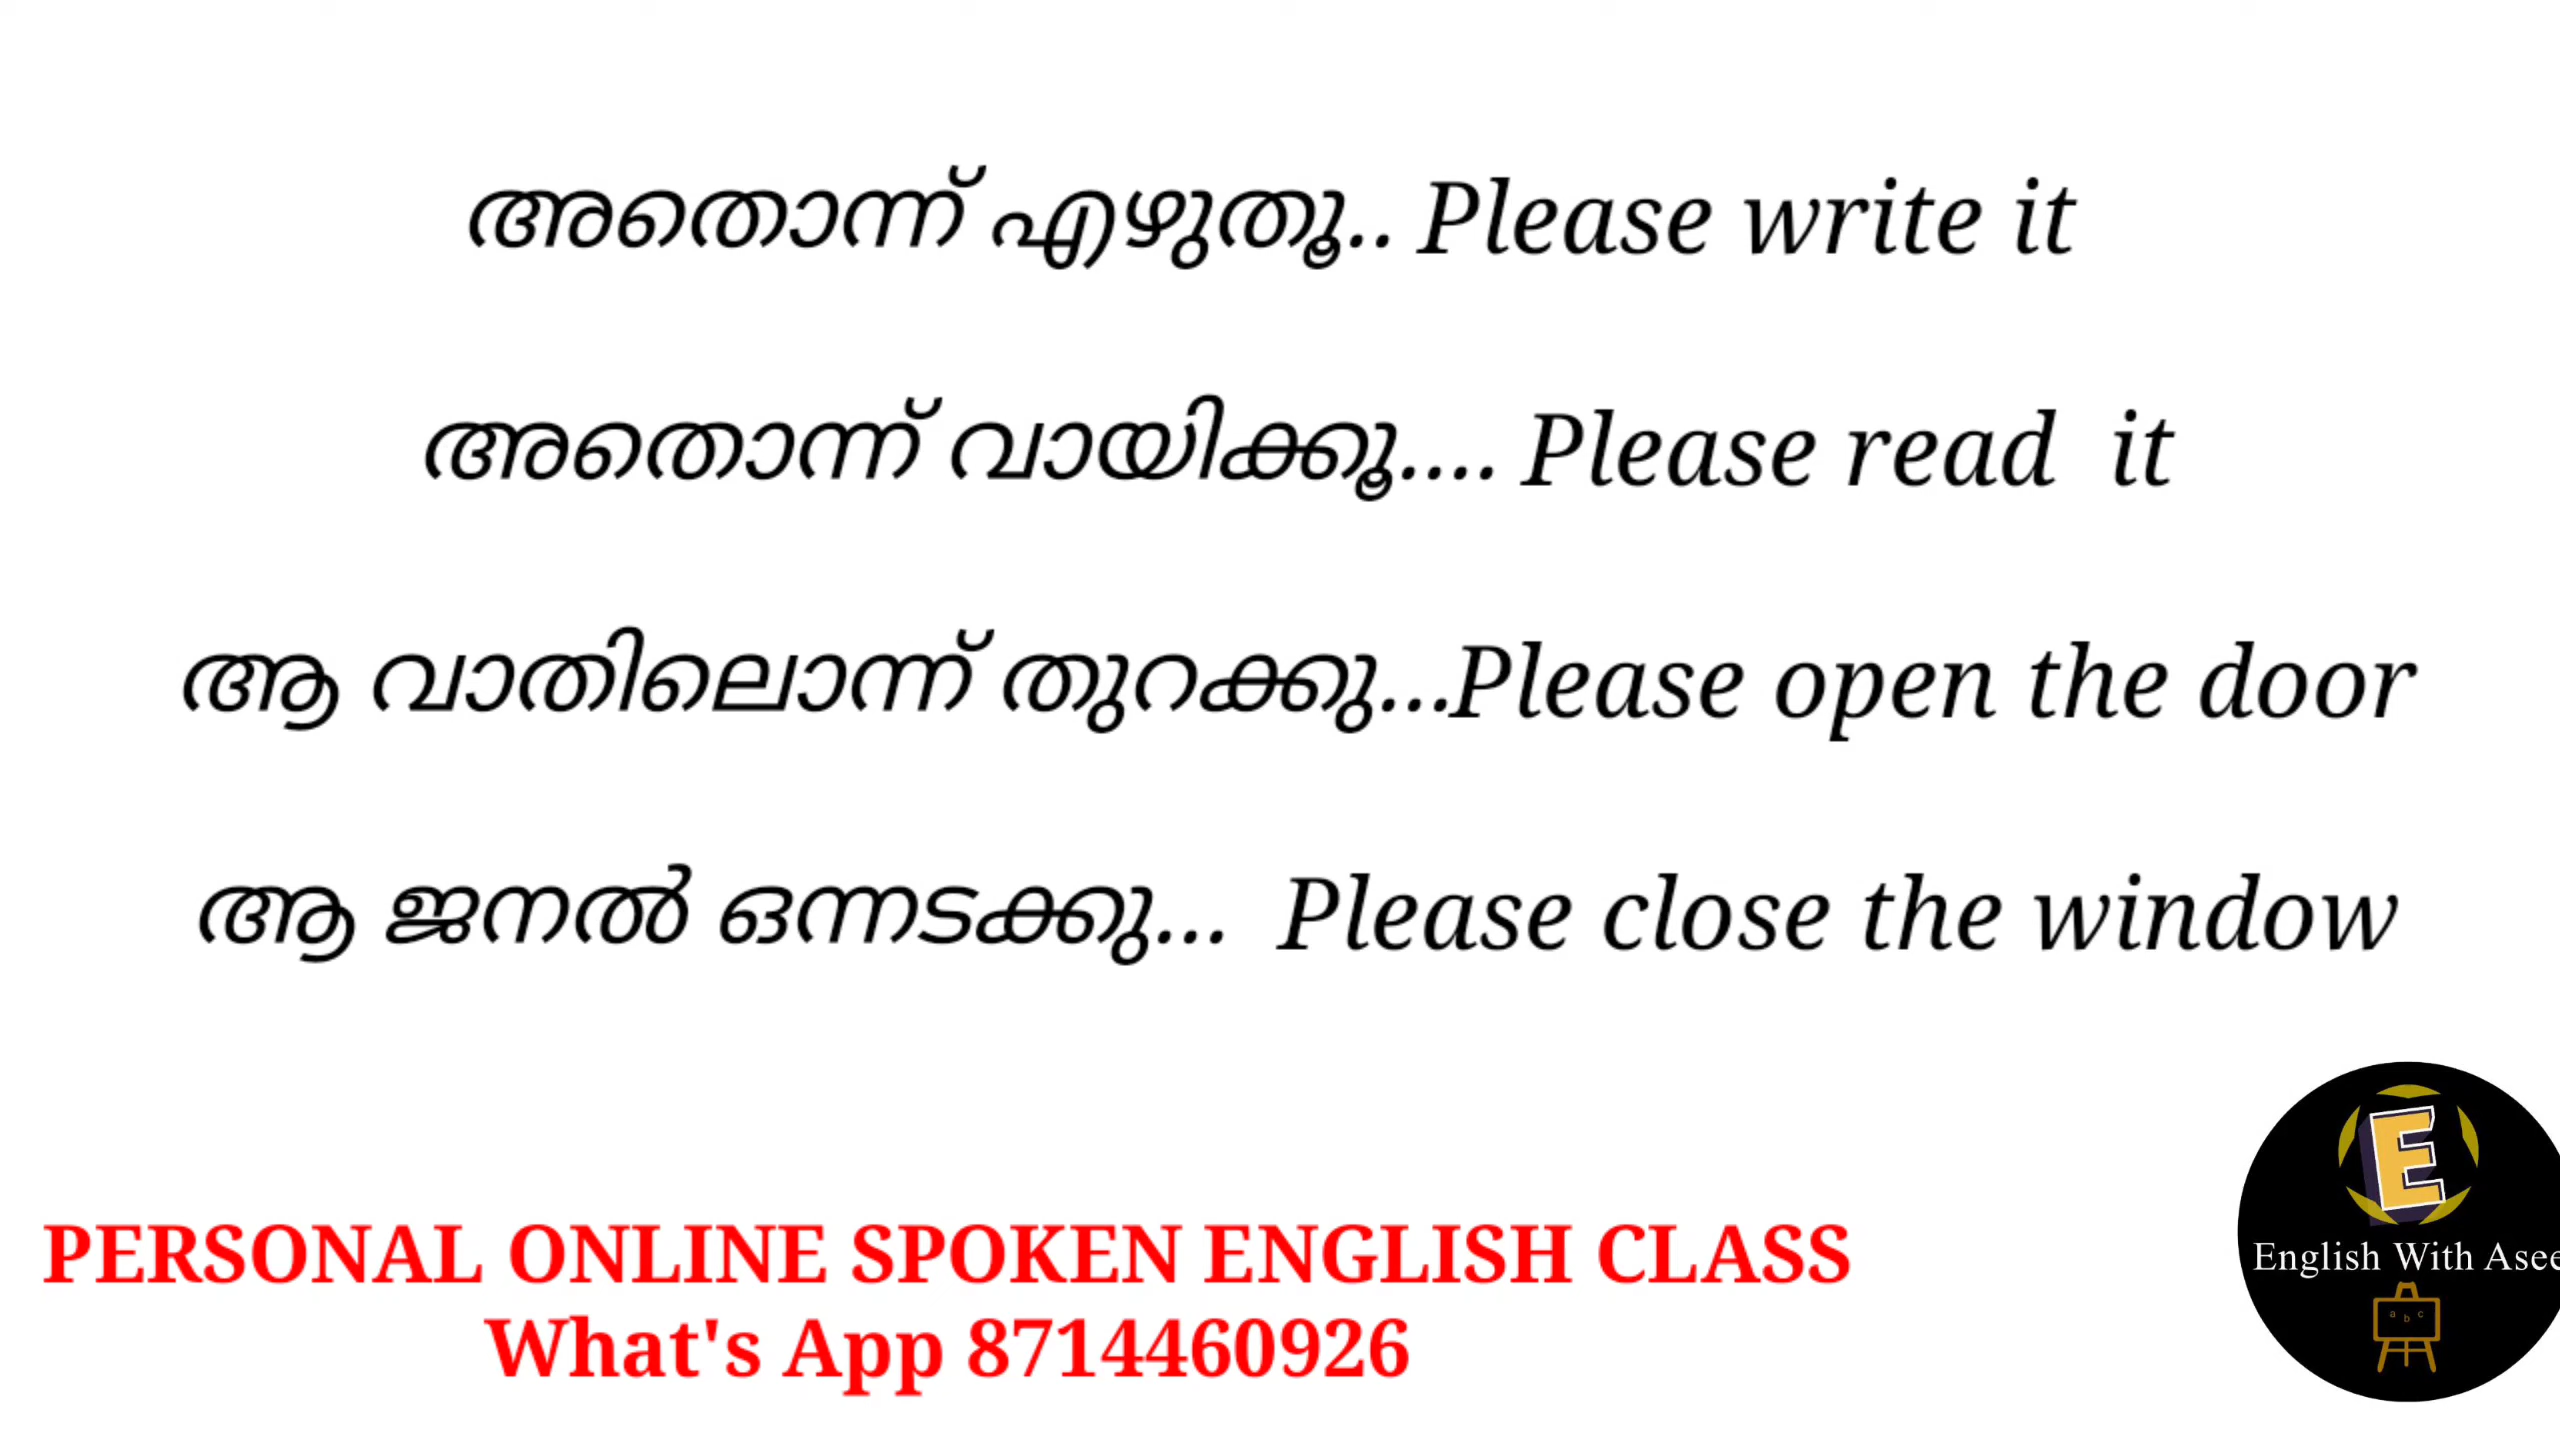 അതൊന്ന് എഴുതൂ.. Please write it
അതൊന്ന് വായിക്കൂ.... Please read  it
ആ വാതിലൊന്ന് തുറക്കു...Please open the door
ആ ജനൽ ഒന്നടക്കു...  Please close the window
PERSONAL ONLINE SPOKEN ENGLISH CLASS
What's App 8714460926
E
English With
a b c